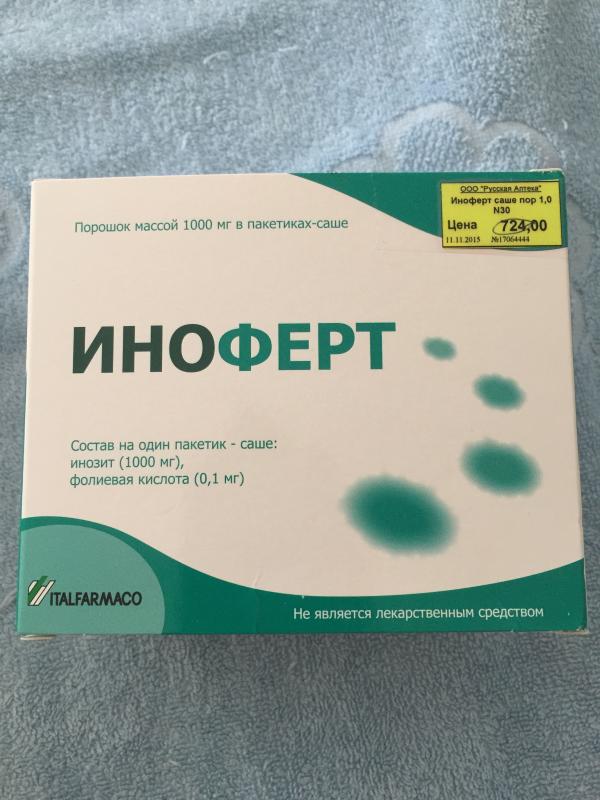 ООО "Русская Аптека"
Иноферт саше пор 1,0
N30
Цена 724,00
11.11.2015 №17064444
Порошок массой 1000 мг в пакетиках-саше
ИНОФЕРТ
Состав на один пакетик - саше:
инозит (1000 мг),
фолиевая кислота (0,1 мг)
ITALFARMACO
Не является лекарственным средством